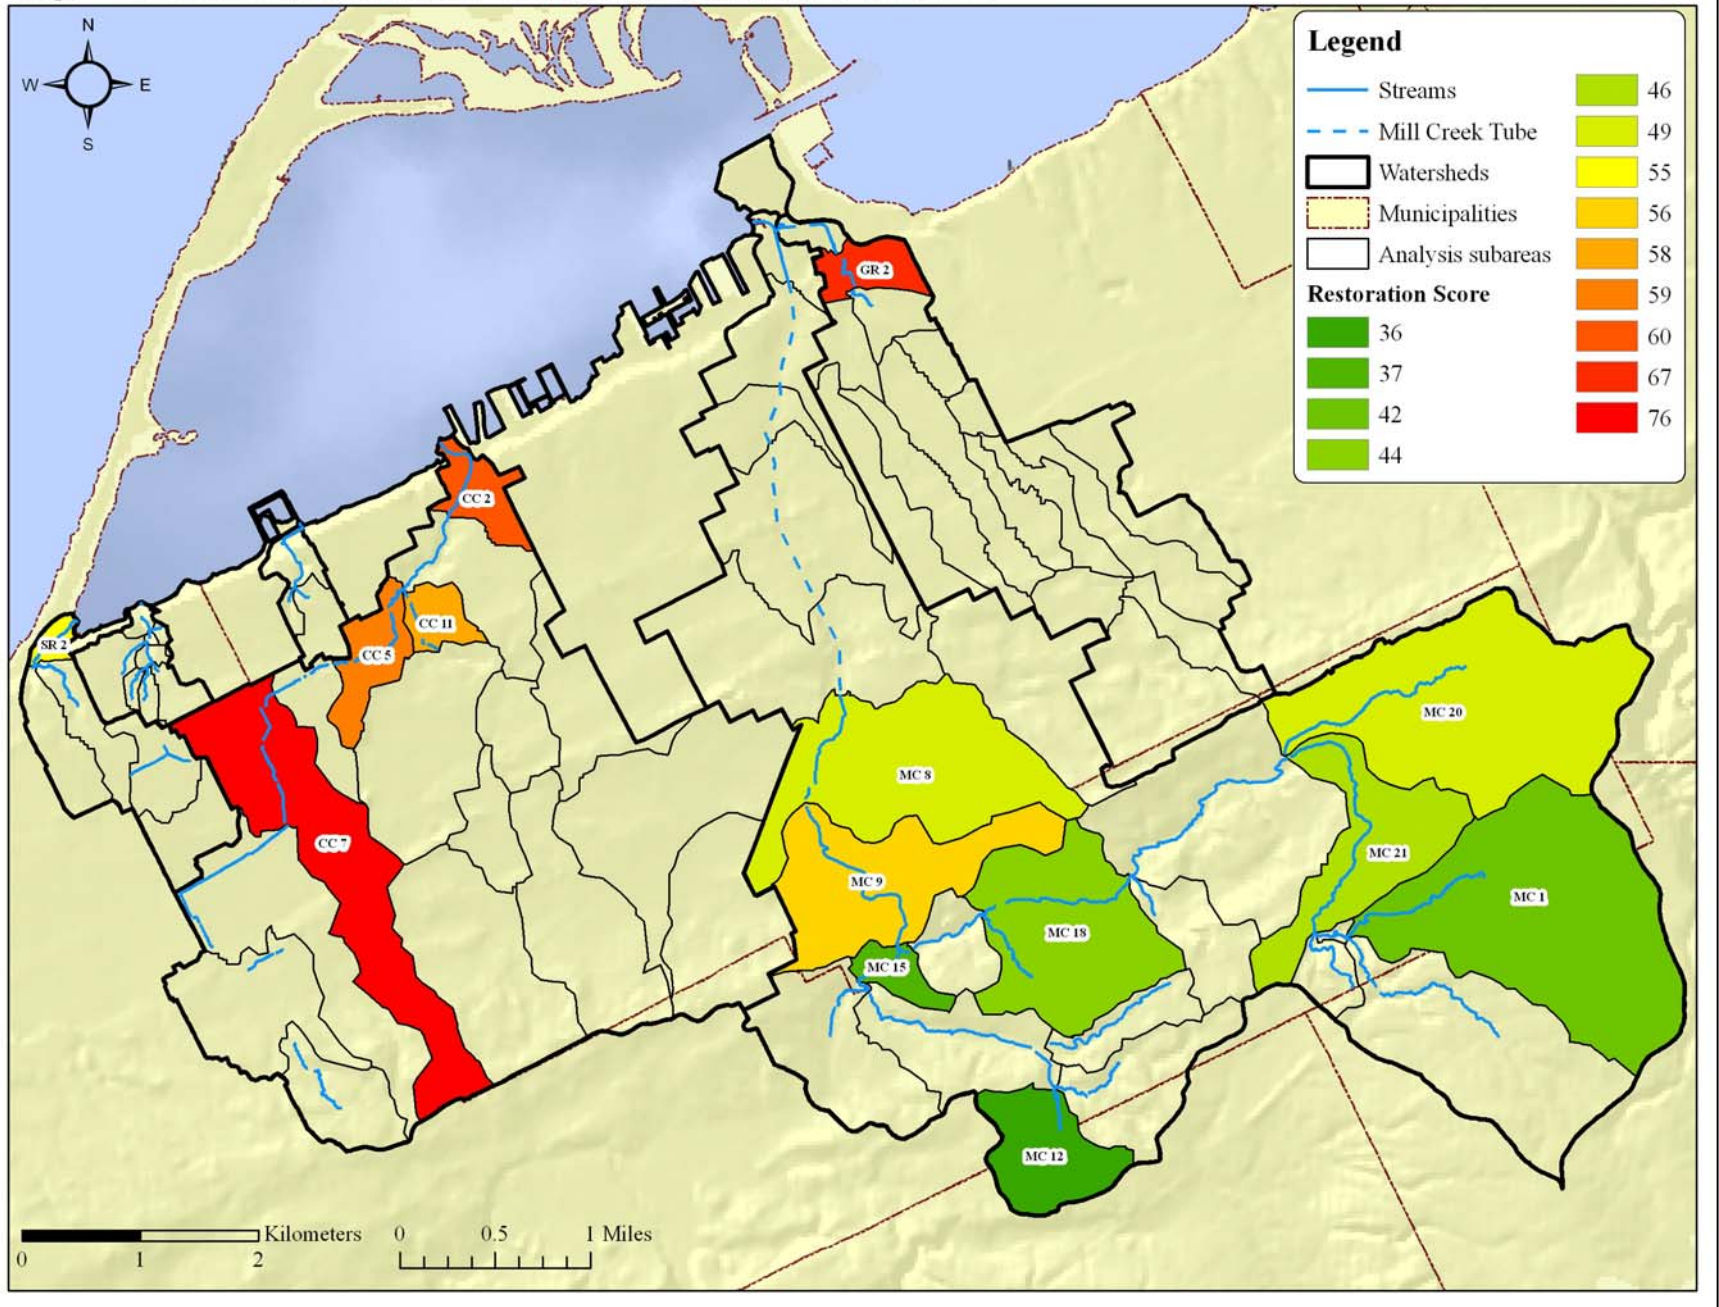 N
W E
S
Legend
Streams
Mill Creek Tube
Watersheds
Municipalities
Analysis subareas
Restoration Score
36
37
42
44
46
49
55
56
58
59
60
67
76
GR 2
CC 2
CC 11
SR 2
CC 5
MC 20
MC 8
CC 7
MC 21
MC 9
MC 1
MC 18
MC 15
MC 12
Kilometers
0 1 2
0 0.5 1 Miles